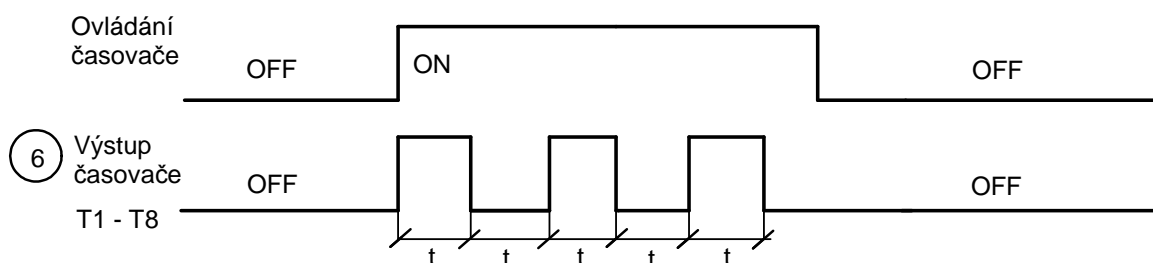 Ovládání
časovače
OFF
ON
OFF
6
Výstup
časovače
T1 - T8
OFF
OFF
t
t
t
t
t